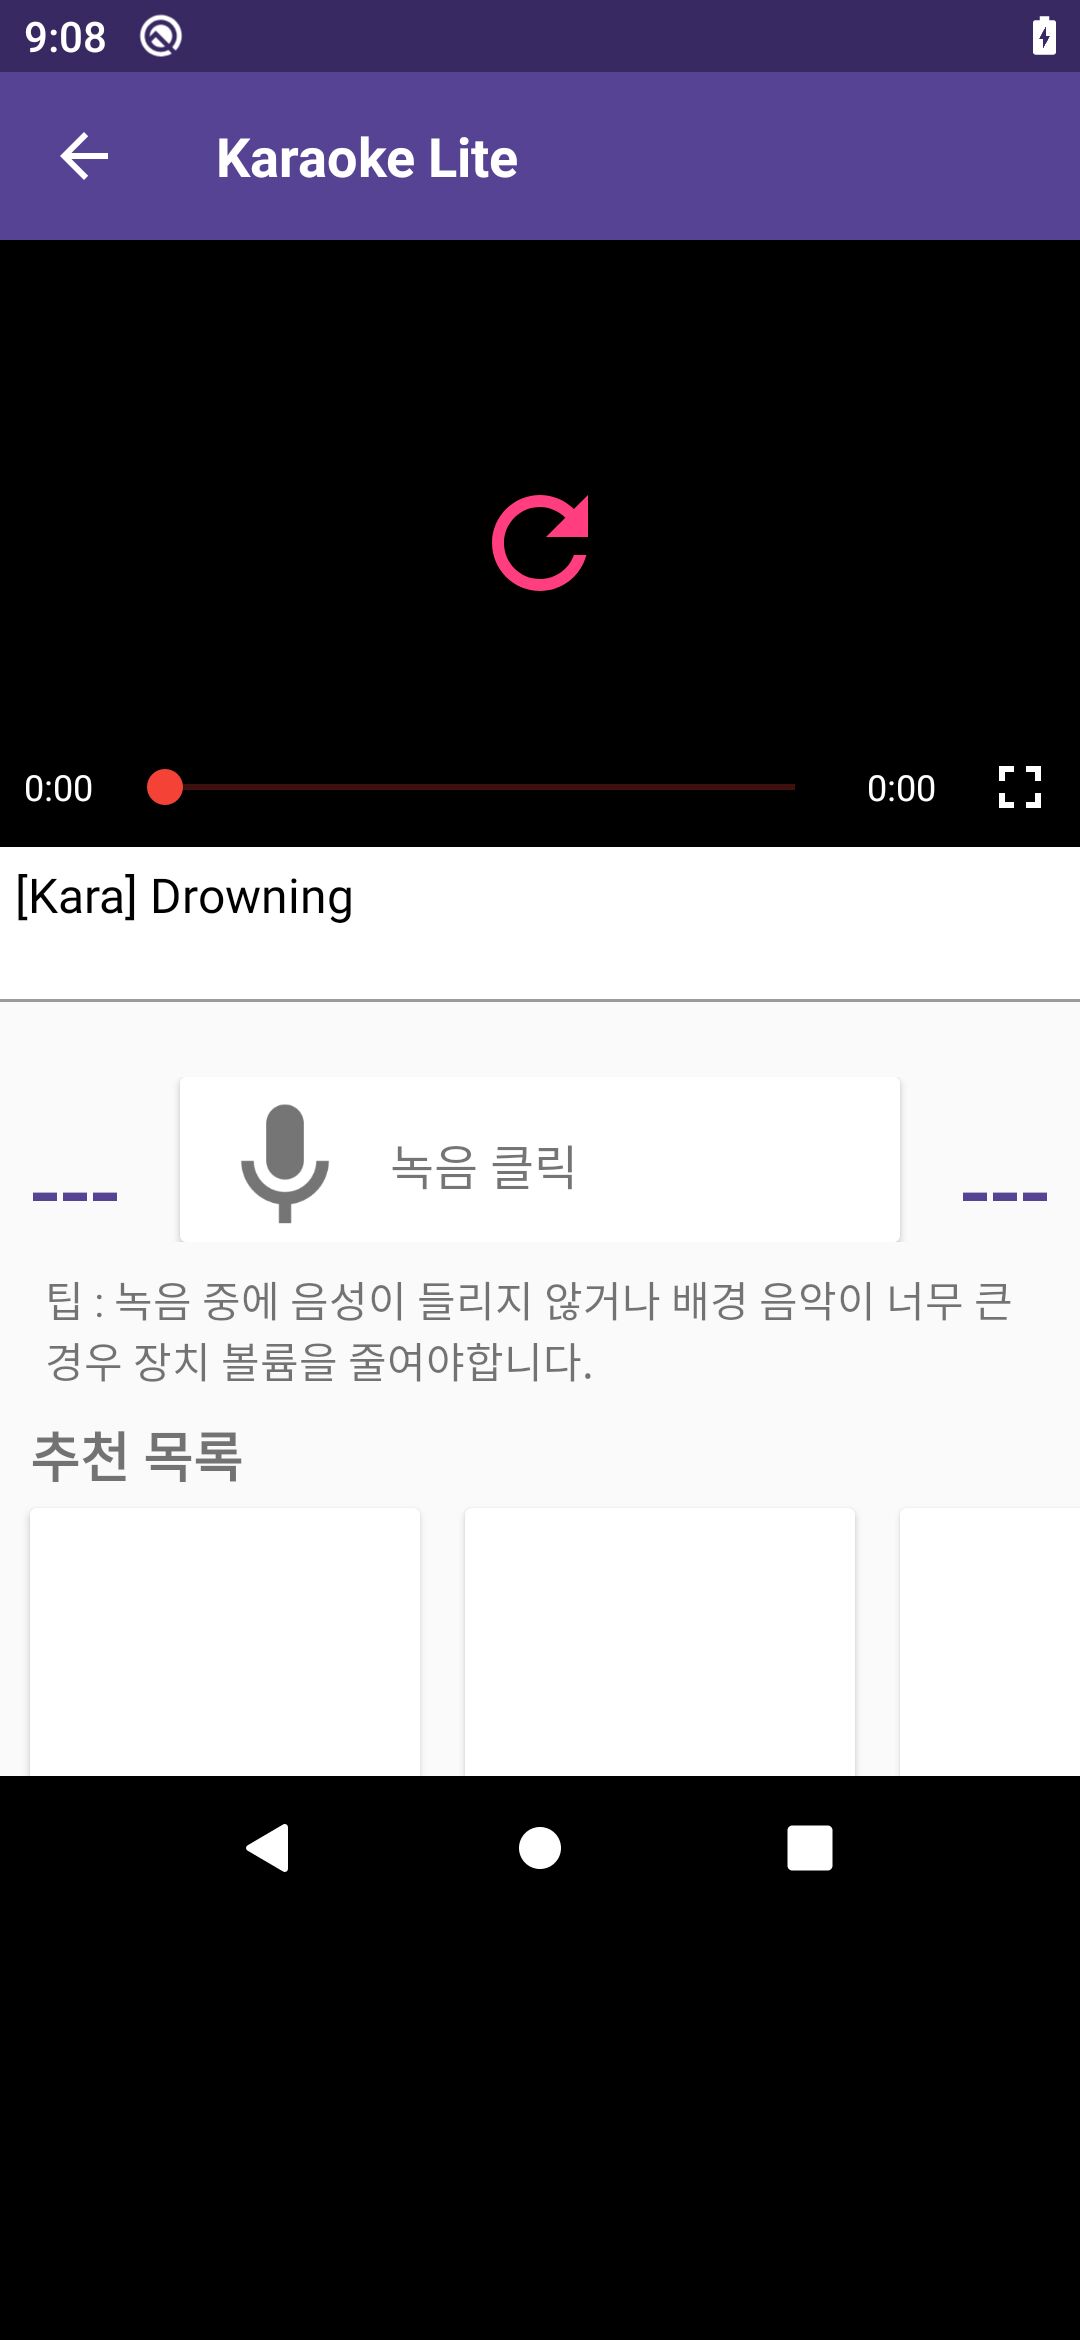 9:08
Karaoke Lite
0:00
0:00
[Kara] Drowning
---
녹음 클릭
---
팁 : 녹음 중에 음성이 들리지 않거나 배경 음악이 너무 큰
경우 장치 볼륨을 줄여야합니다.
추천 목록